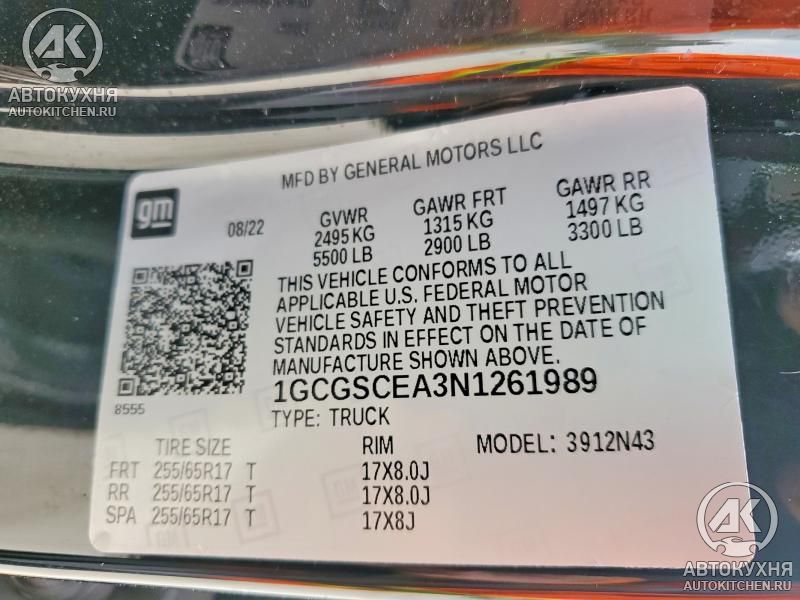 АК
АВТОКУХНЯ
AUTOKITCHEN.RU
MFD BY GENERAL MOTORS LLC
gm
08/22
GVWR GAWR FRT GAWR RR
2495 KG 1315 KG 1497 KG
5500 LB 2900 LB 3300 LB
THIS VEHICLE CONFORMS TO ALL
APPLICABLE U.S. FEDERAL MOTOR
VEHICLE SAFETY AND THEFT PREVENTION
STANDARDS IN EFFECT ON THE DATE OF
MANUFACTURE SHOWN ABOVE.
1GCGSCEA3N1261989
8555
TYPE: TRUCK
TIRE SIZE RIM MODEL: 3912N43
FRT 255/65R17 T 17X8.0J
RR 255/65R17 T 17X8.0J
SPA 255/65R17 T 17X8J
АК
АВТОКУХНЯ
AUTOKITCHEN.RU